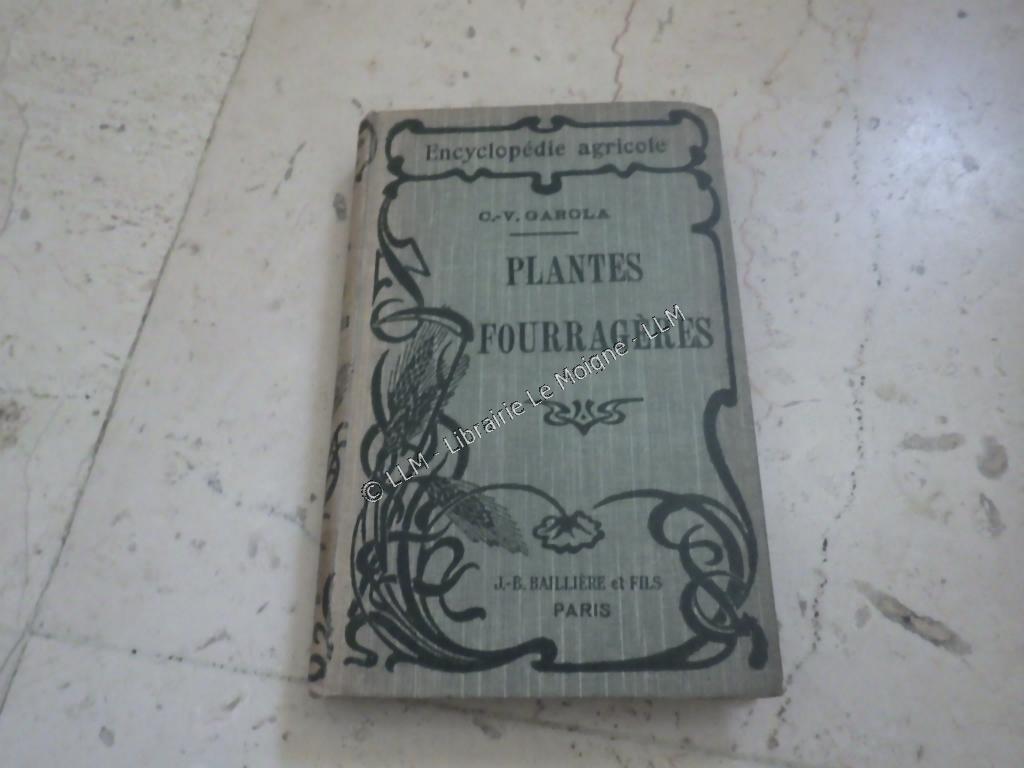 Encyclopédie agricole
C.-V. GAROLA
PLANTES
FOURRAGÈRES
© LLM - Librairie Le Moigne - LLM
J.-B. BAILLIÈRE et FILS
PARIS